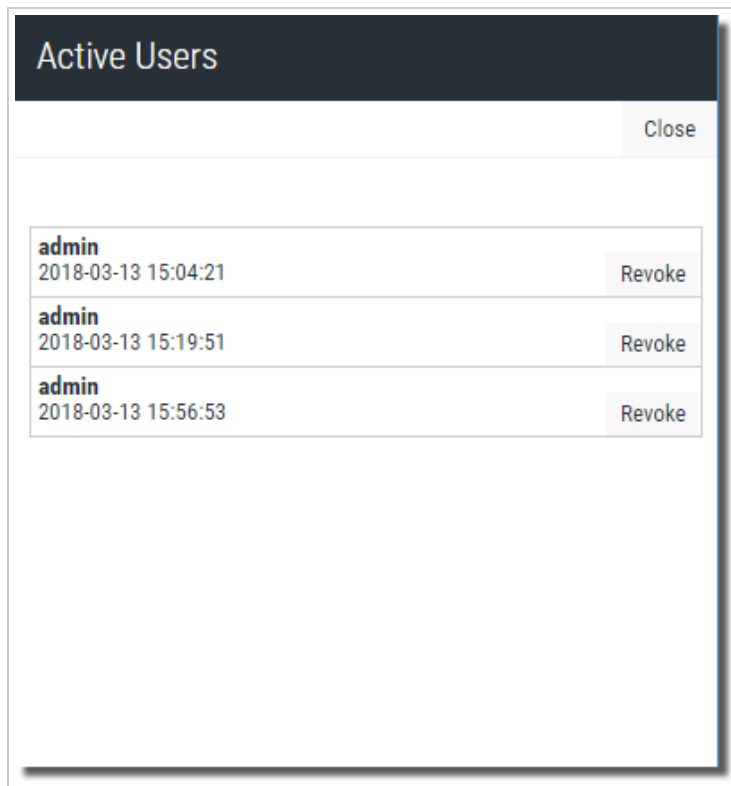 Active Users
Close
admin
2018-03-13 15:04:21
Revoke
admin
2018-03-13 15:19:51
Revoke
admin
2018-03-13 15:56:53
Revoke